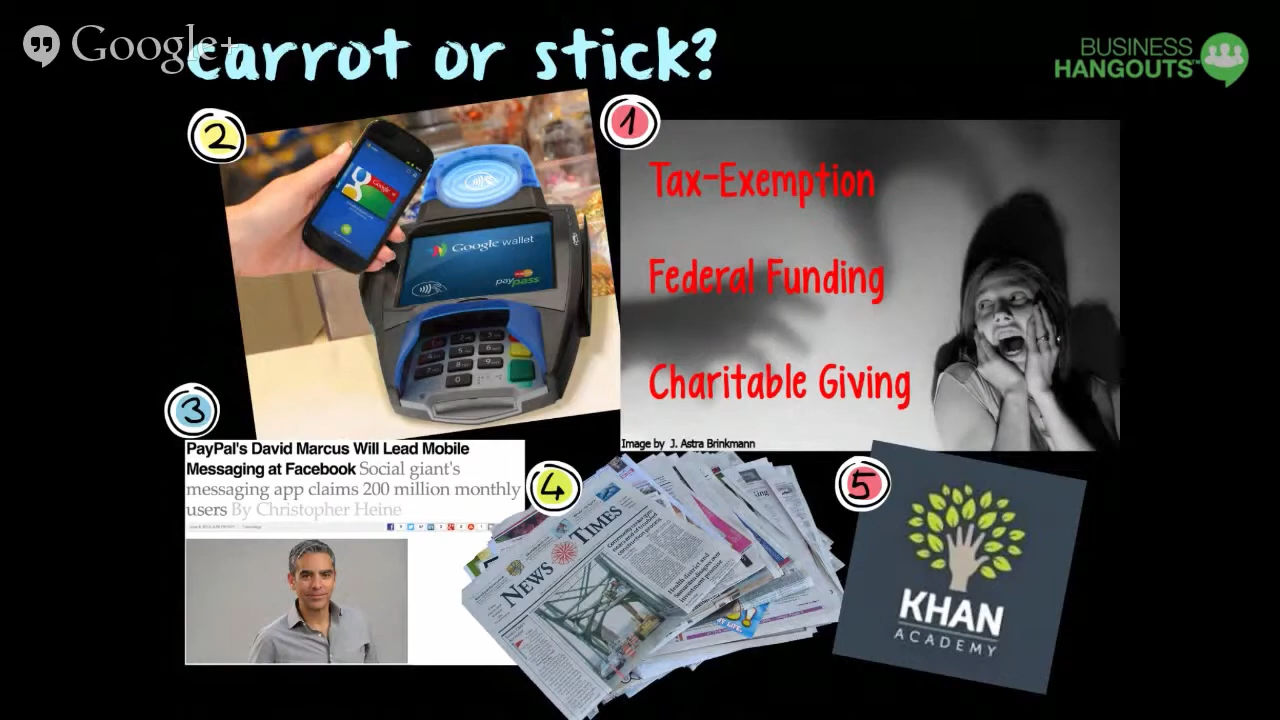 Google+
carrot or stick?
BUSINESS
HANGOUTS™
2
1
Tax-Exemption
Federal Funding
Charitable Giving
Image by J. Astra Brinkmann
Google
Google wallet
paypass
3
PayPal's David Marcus Will Lead Mobile
Messaging at Facebook Social giant's
messaging app claims 200 million monthly
users By Christopher Heine
4
NEWS TIMES
5
KHAN
ACADEMY